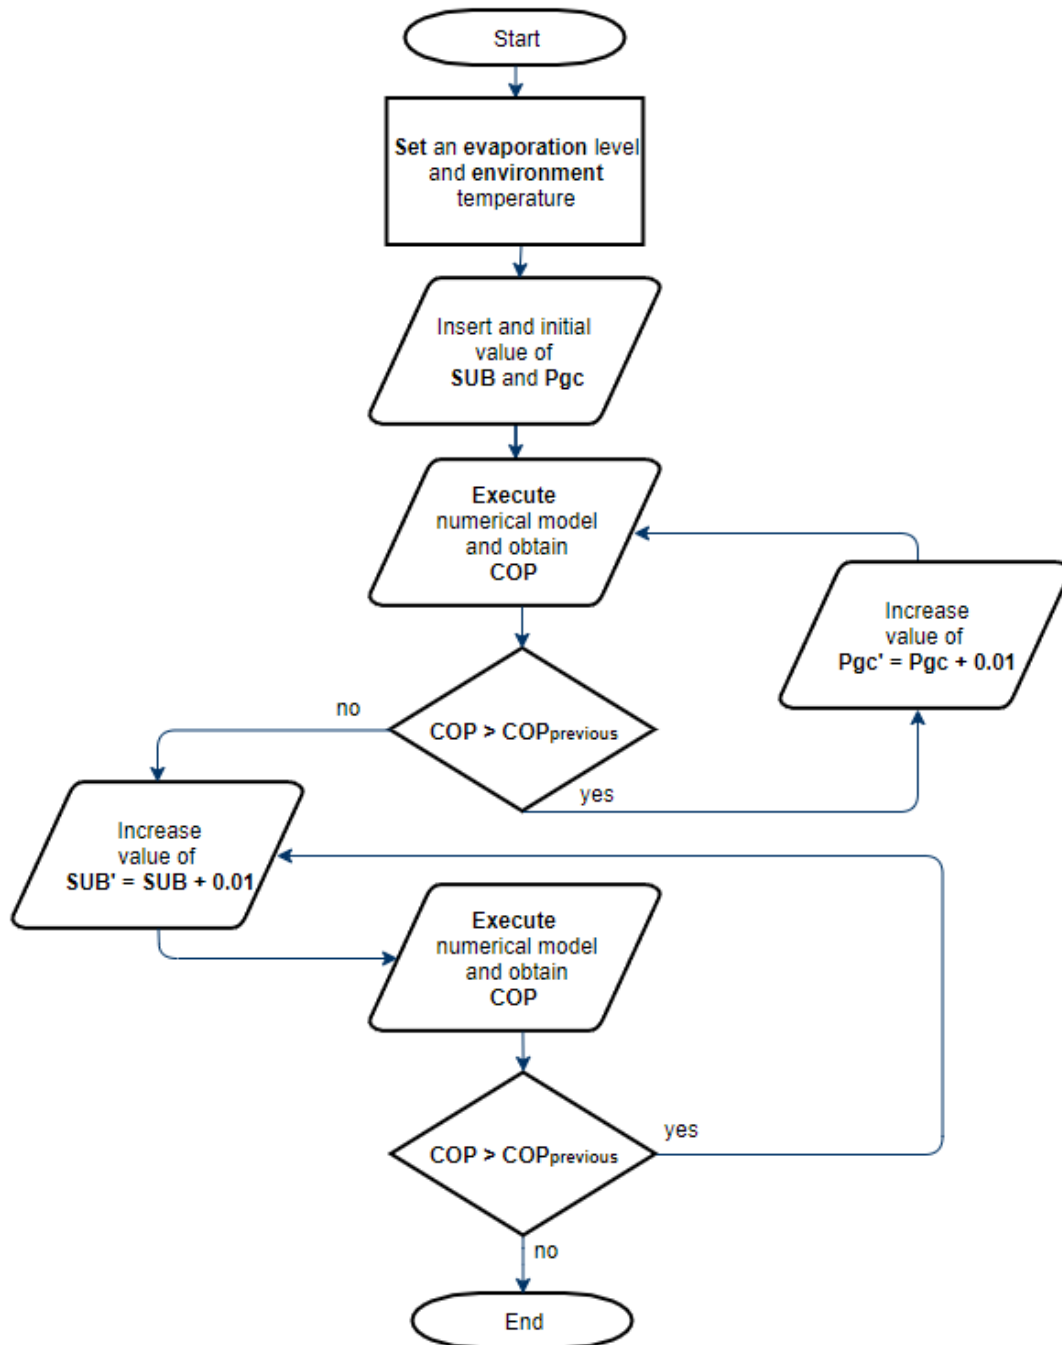 Start
Set an evaporation level
and environment
temperature
Insert and initial
value of
SUB and Pgc
Execute
numerical model
and obtain
COP
Increase
value of
Pgc' = Pgc + 0.01
no
COP > COPprevious
yes
Increase
value of
SUB' = SUB + 0.01
Execute
numerical model
and obtain
COP
COP > COPprevious
yes
no
End